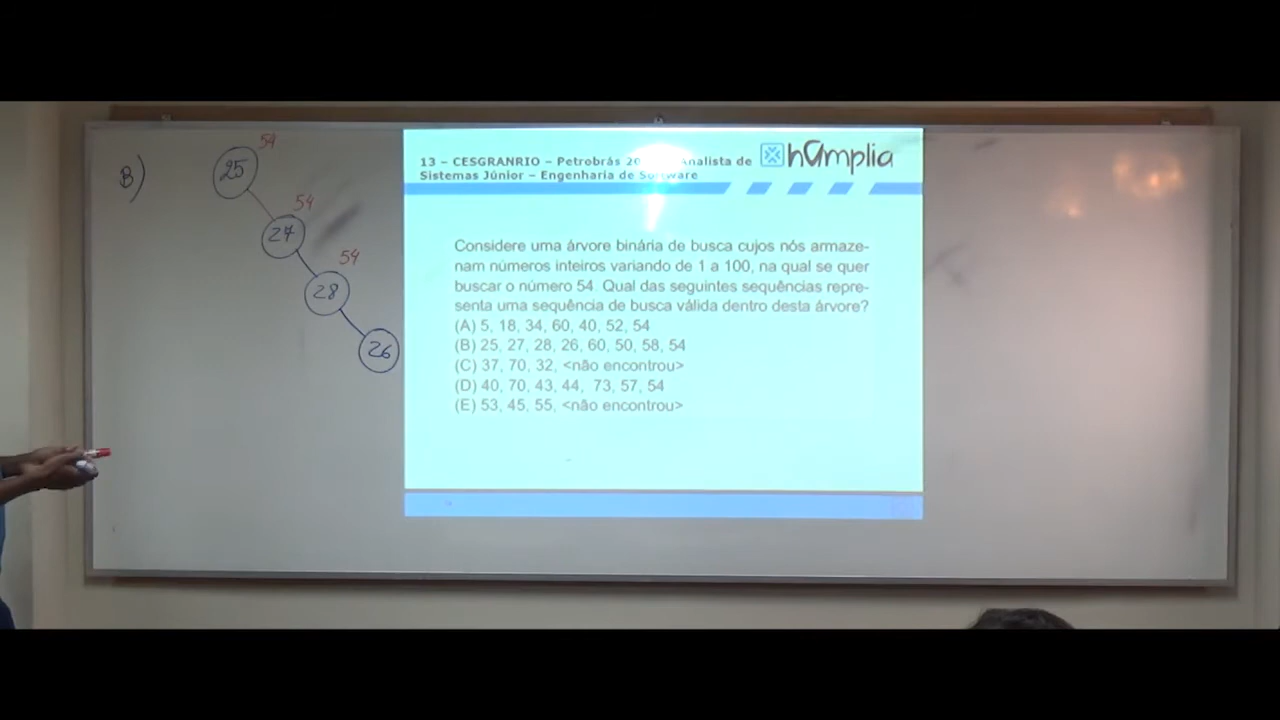 B)
25
54
27
54
28
54
26
13 – CESGRANRIO – Petrobrás 20 Analista de
Sistemas Júnior – Engenharia de Software
hamplia
Considere uma árvore binária de busca cujos nós armaze-
nam números inteiros variando de 1 a 100, na qual se quer
buscar o número 54. Qual das seguintes sequências repre-
senta uma sequência de busca válida dentro desta árvore?
(A) 5, 18, 34, 60, 40, 52, 54
(B) 25, 27, 28, 26, 60, 50, 58, 54
(C) 37, 70, 32, <não encontrou>
(D) 40, 70, 43, 44, 73, 57, 54
(E) 53, 45, 55, <não encontrou>